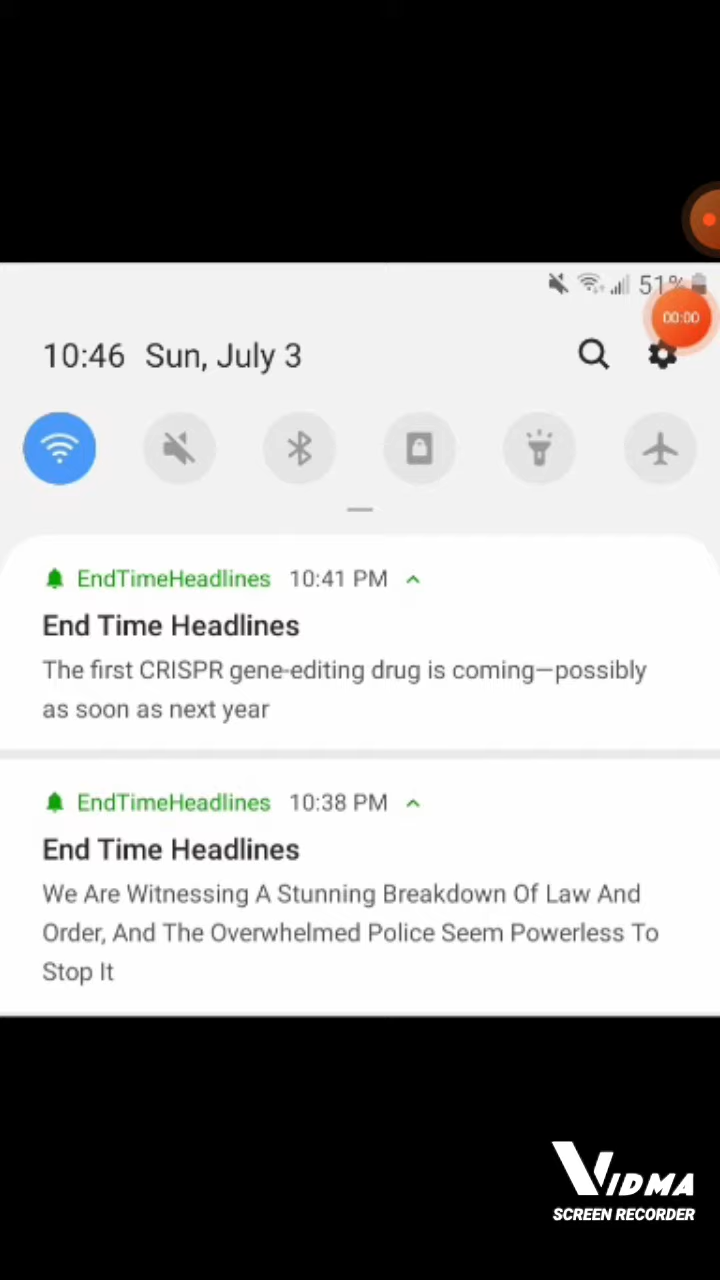 51%
00:00
10:46 Sun, July 3
EndTimeHeadlines 10:41 PM
End Time Headlines
The first CRISPR gene-editing drug is coming—possibly
as soon as next year
EndTimeHeadlines 10:38 PM
End Time Headlines
We Are Witnessing A Stunning Breakdown Of Law And
Order, And The Overwhelmed Police Seem Powerless To
Stop It
VIDMA
SCREEN RECORDER